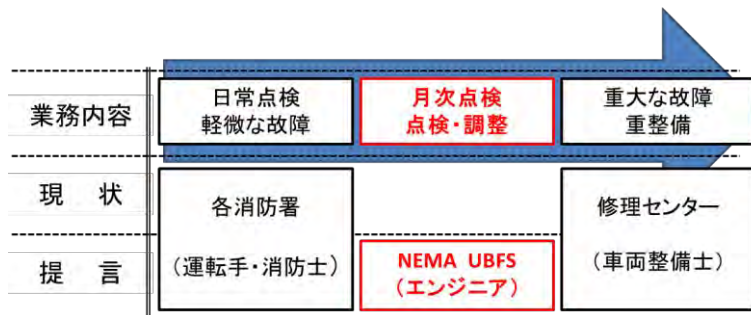 業務内容
日常点検
軽微な故障
月次点検
点検・調整
重大な故障
重整備
現　状
各消防署
（運転手・消防士）
修理センター
（車両整備士）
提　言
NEMA UBFS
（エンジニア）